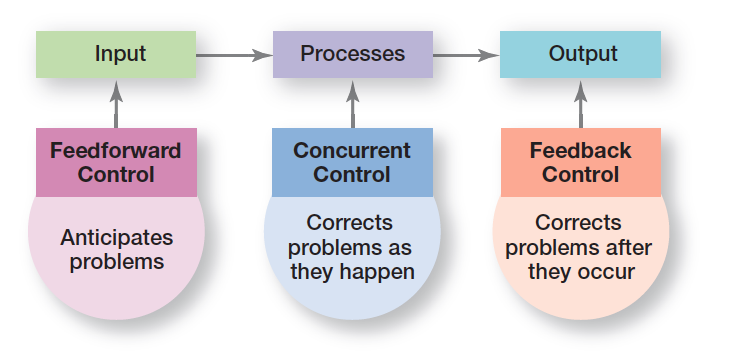 Input
Processes
Output
Feedforward
Control
Concurrent
Control
Feedback
Control
Anticipates
problems
Corrects
problems as
they happen
Corrects
problems after
they occur